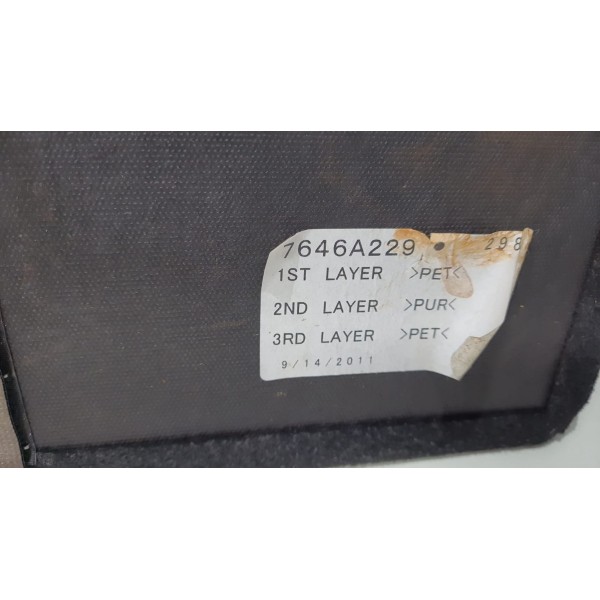 7646A229 • 298
1ST LAYER >PET<
2ND LAYER >PUR<
3RD LAYER >PET<
9/14/2011